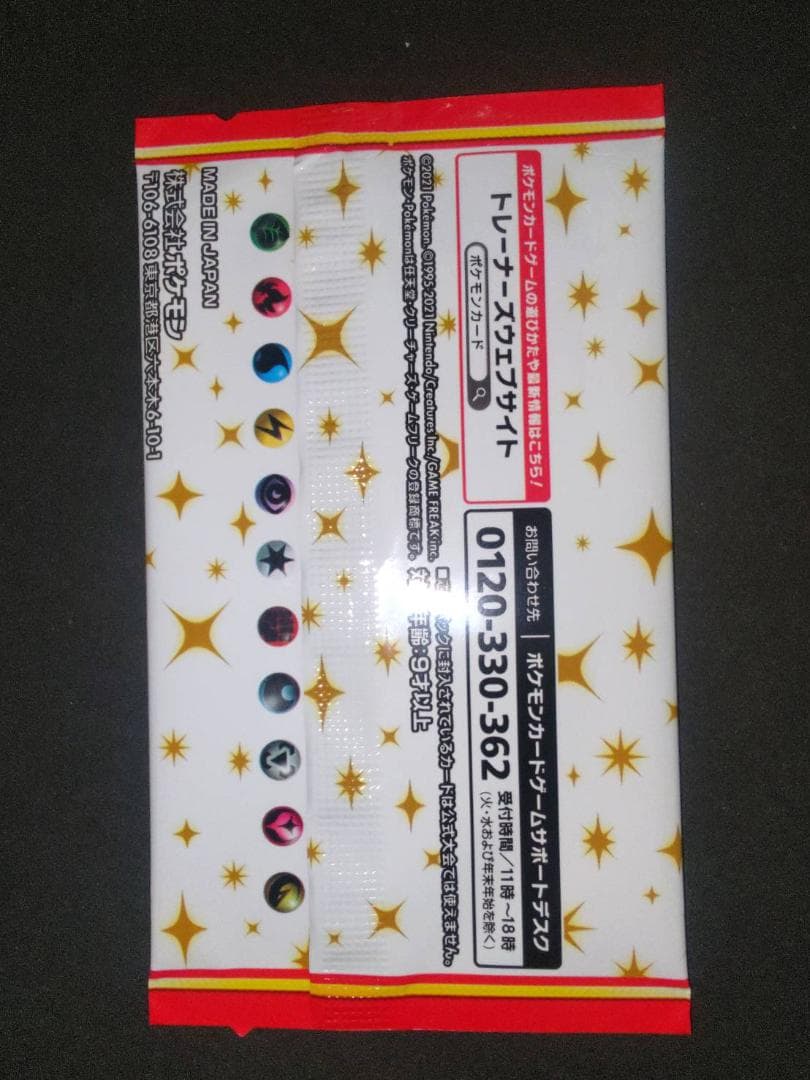 ポケモンカードゲームの遊びかたや最新情報はこちら!
トレーナーズウェブサイト
ポケモンカード
お問い合わせ先 ポケモンカードゲームサポートデスク
0120-330-362 受付時間/11時~18時
(火・水および年末年始を除く)
©2021 Pokémon. ©1995-2021 Nintendo/Creatures Inc./GAME FREAK inc.
ポケモン・Pokémonは任天堂・クリーチャーズ・ゲームフリークの登録商標です。
に封入されているカードは公式大会では使えません。
年齢:9才以上
MADE IN JAPAN
株式会社ポケモン
〒106-6108 東京都港区六本木6-10-1